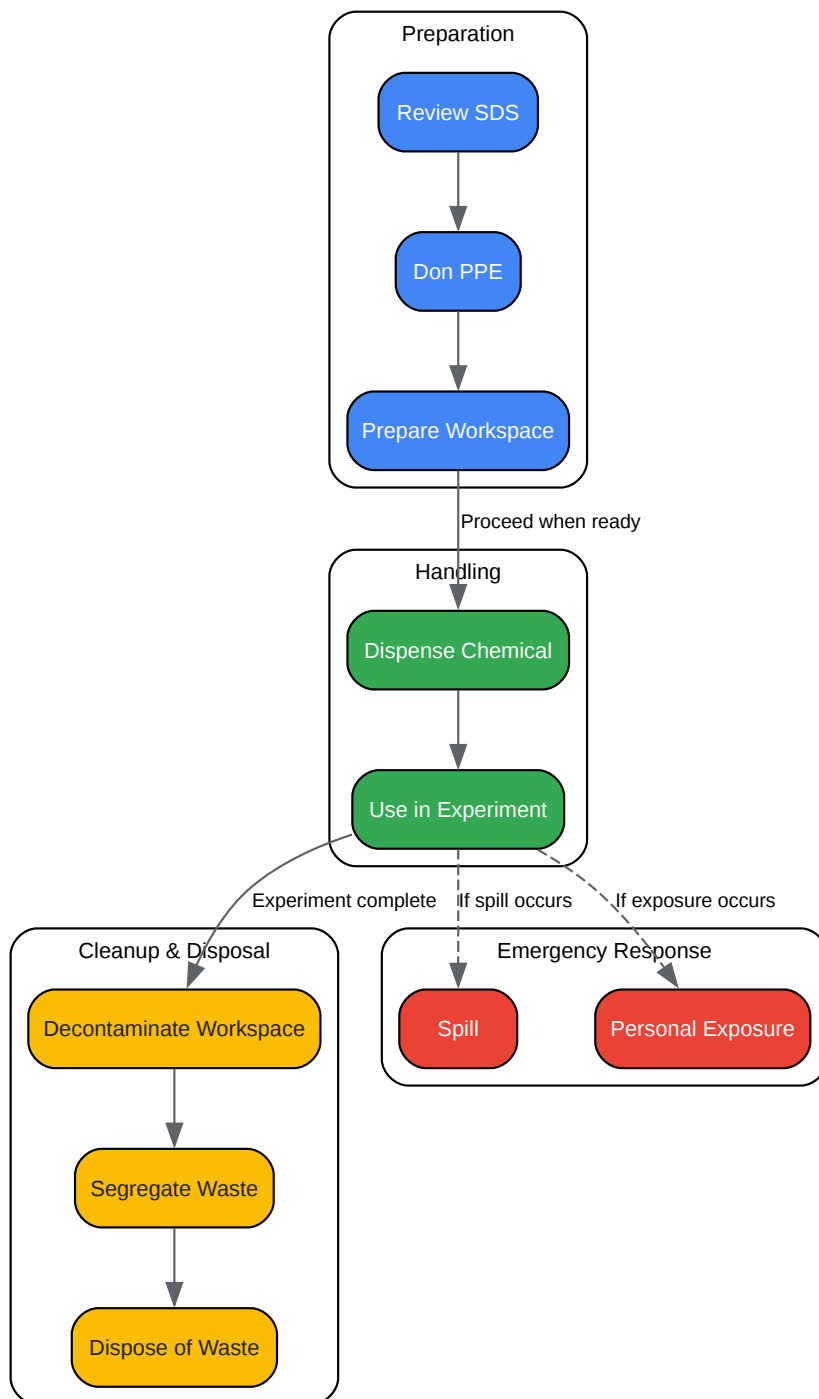 Preparation
Review SDS
Don PPE
Prepare Workspace
Proceed when ready
Handling
Dispense Chemical
Use in Experiment
Experiment complete
If spill occurs
If exposure occurs
Cleanup & Disposal
Emergency Response
Decontaminate Workspace
Spill
Personal Exposure
Segregate Waste
Dispose of Waste